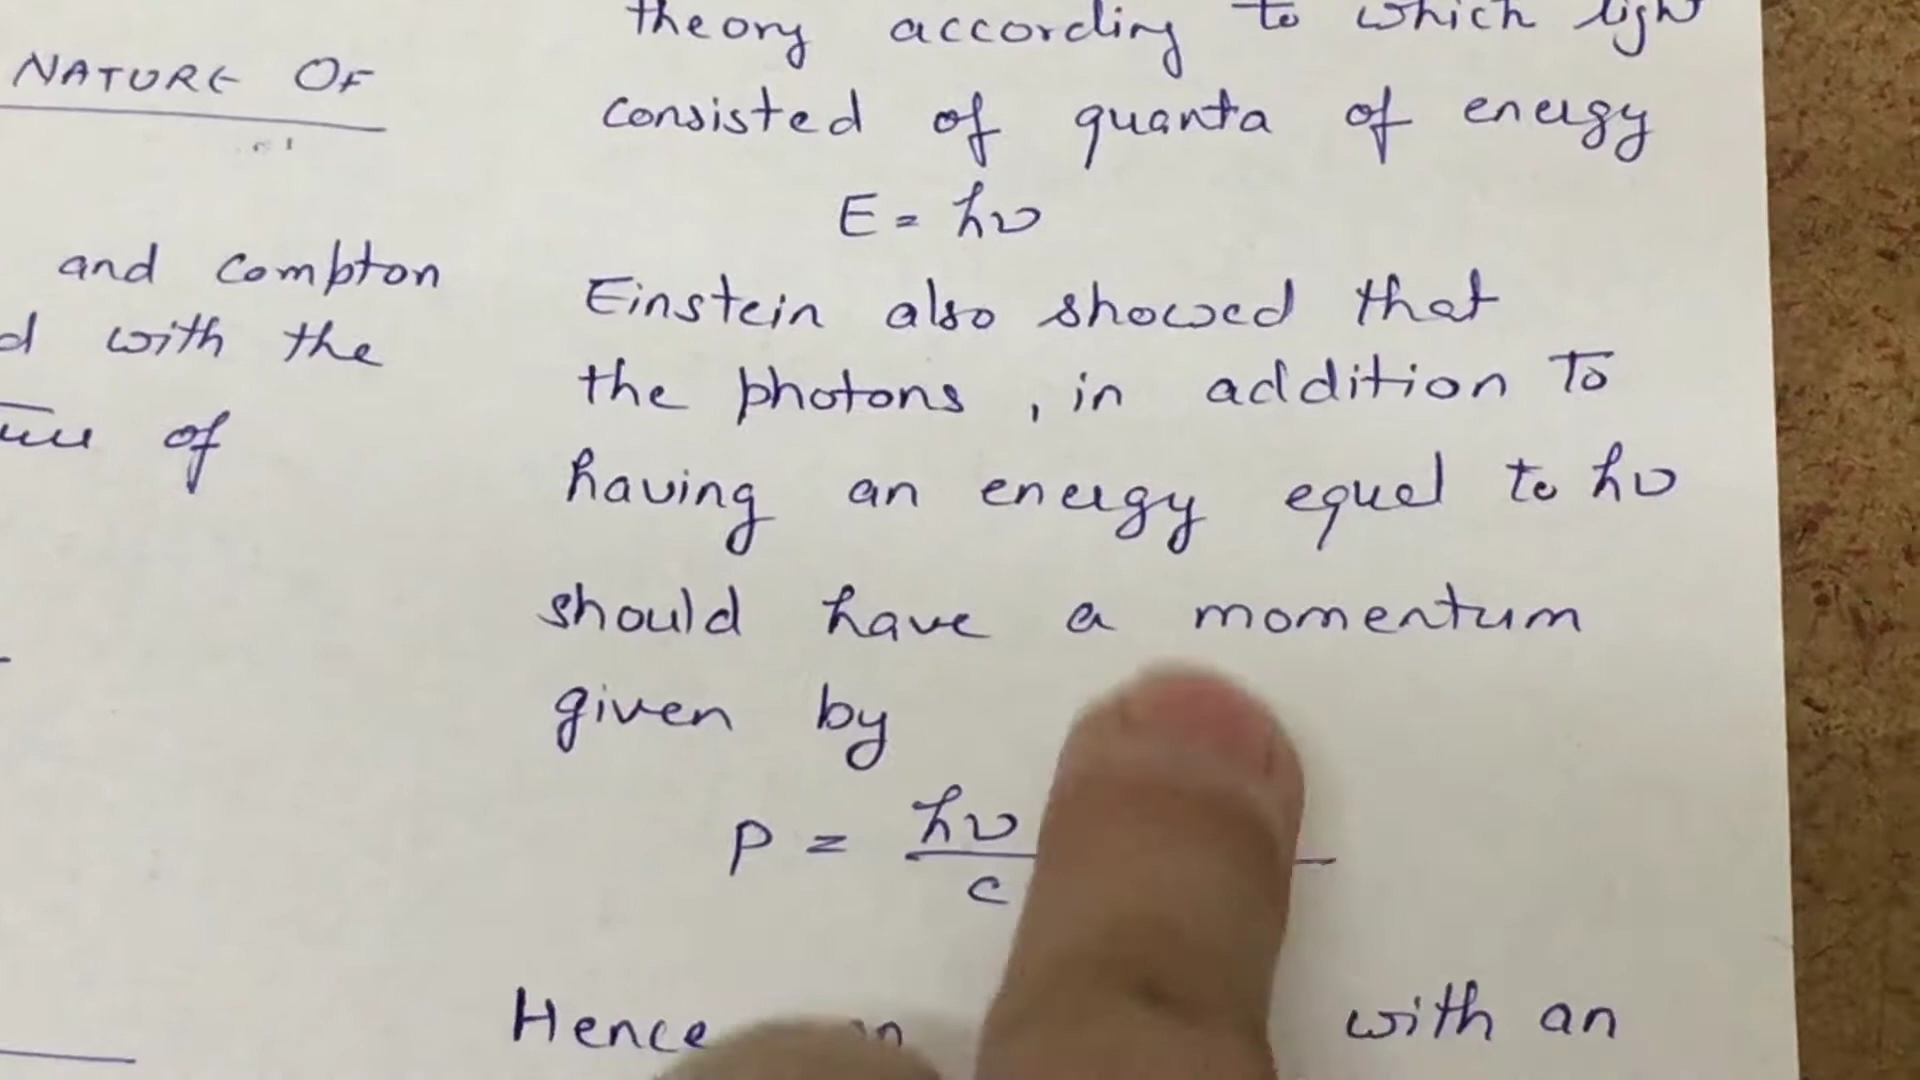 NATURE OF
and Compton
with the
of
theory according to which light
consisted of quanta of energy
E = hν
Einstein also showed that
the photons , in addition to
having an energy equal to hν
should have a momentum
given by
P = hν / c
Hence with an